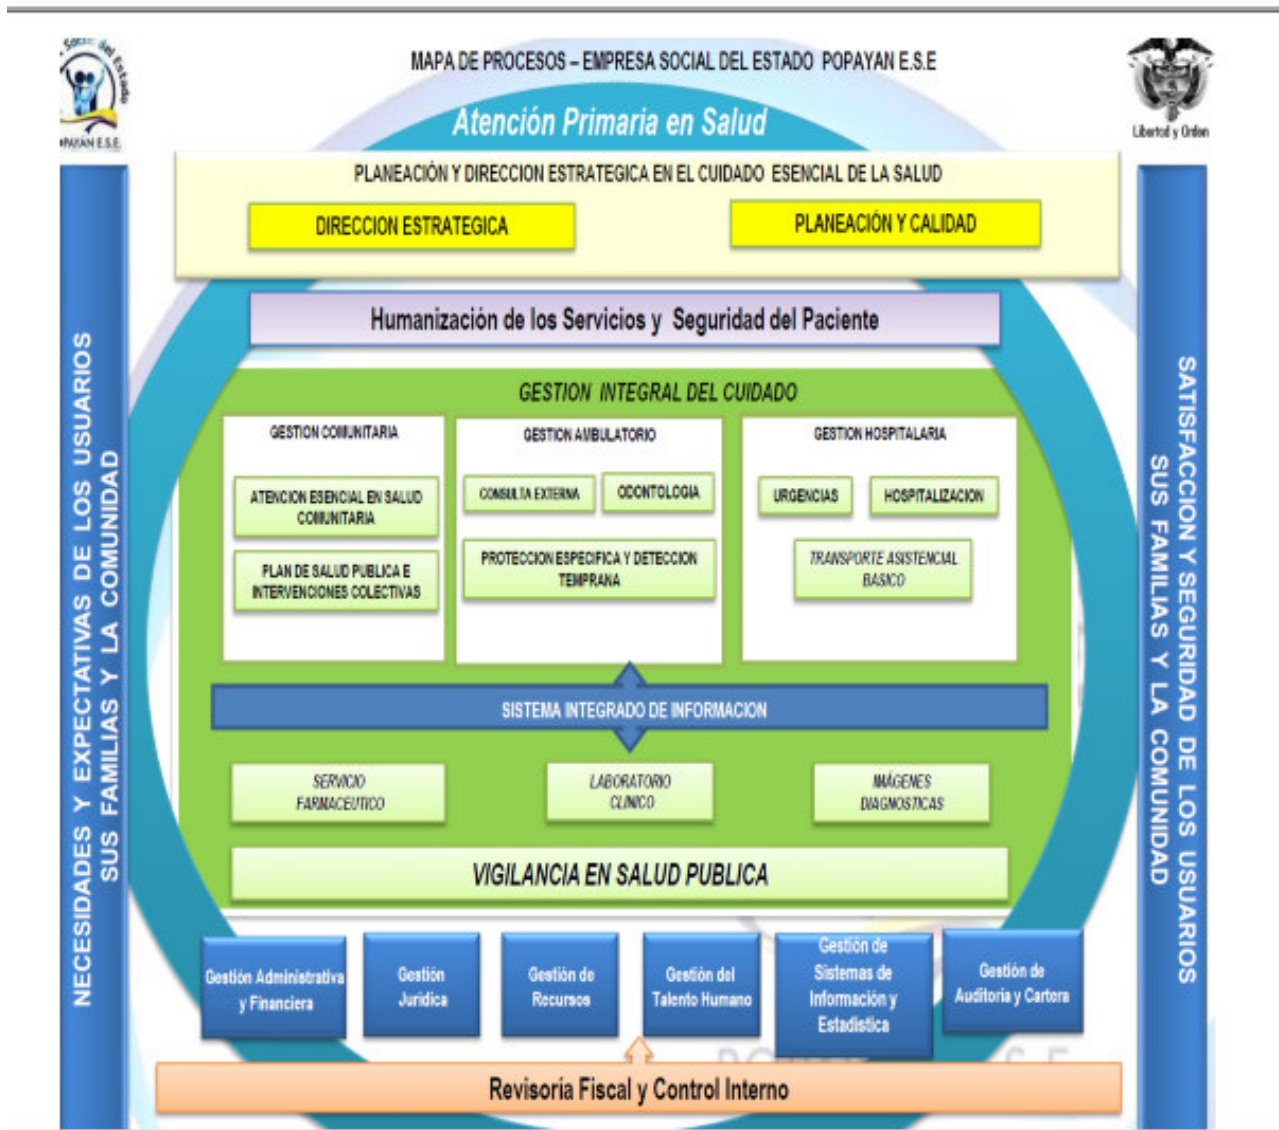 Social del Estado
POPAYÁN E.S.E.
MAPA DE PROCESOS – EMPRESA SOCIAL DEL ESTADO POPAYAN E.S.E
Libertad y Orden
Atención Primaria en Salud
PLANEACIÓN Y DIRECCION ESTRATEGICA EN EL CUIDADO ESENCIAL DE LA SALUD
DIRECCION ESTRATEGICA
PLANEACIÓN Y CALIDAD
Humanización de los Servicios y Seguridad del Paciente
NECESIDADES Y EXPECTATIVAS DE LOS USUARIOS
SUS FAMILIAS Y LA COMUNIDAD
GESTION INTEGRAL DEL CUIDADO
GESTION COMUNITARIA
ATENCION ESENCIAL EN SALUD
COMUNITARIA
PLAN DE SALUD PUBLICA E
INTERVENCIONES COLECTIVAS
GESTION AMBULATORIO
CONSULTA EXTERNA
ODONTOLOGIA
PROTECCION ESPECIFICA Y DETECCION
TEMPRANA
GESTION HOSPITALARIA
URGENCIAS
HOSPITALIZACION
TRANSPORTE ASISTENCIAL
BASICO
SISTEMA INTEGRADO DE INFORMACION
SERVICIO
FARMACEUTICO
LABORATORIO
CLINICO
IMÁGENES
DIAGNOSTICAS
VIGILANCIA EN SALUD PUBLICA
SATISFACCION Y SEGURIDAD DE LOS USUARIOS
SUS FAMILIAS Y LA COMUNIDAD
Gestión Administrativa
y Financiera
Gestión
Juridica
Gestión de
Recursos
Gestión del
Talento Humano
Gestión de
Sistemas de
Información y
Estadistica
Gestión de
Auditoria y Cartera
Revisoría Fiscal y Control Interno